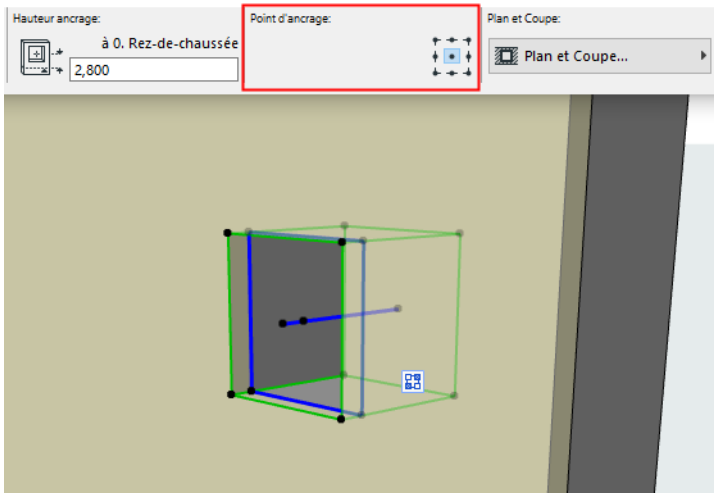 Hauteur ancrage:
Point d'ancrage:
Plan et Coupe:
à 0. Rez-de-chaussée
2,800
Plan et Coupe...